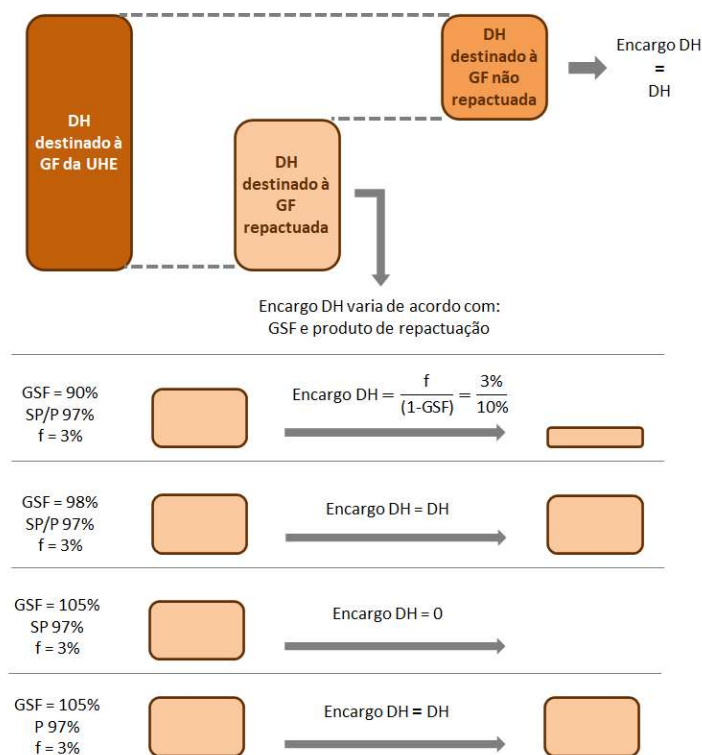 DH
destinado à
GF da UHE
DH
destinado à
GF
repactuada
DH
destinado à
GF não
repactuada
Encargo DH
=
DH
Encargo DH varia de acordo com:
GSF e produto de repactuação
GSF = 90%
SP/P 97%
f = 3%
Encargo DH = f/(1-GSF) = 3%/10%
GSF = 98%
SP/P 97%
f = 3%
Encargo DH = DH
GSF = 105%
SP 97%
f = 3%
Encargo DH = 0
GSF = 105%
P 97%
f = 3%
Encargo DH = DH